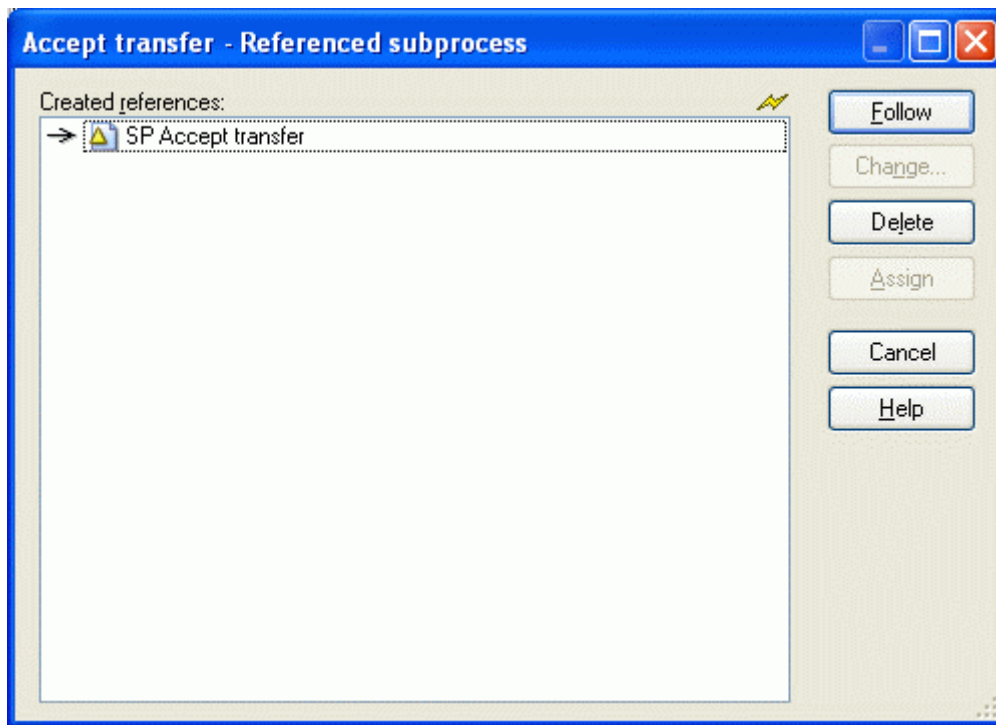 Accept transfer - Referenced subprocess
Created references:
SP Accept transfer
Follow
Change...
Delete
Assign
Cancel
Help